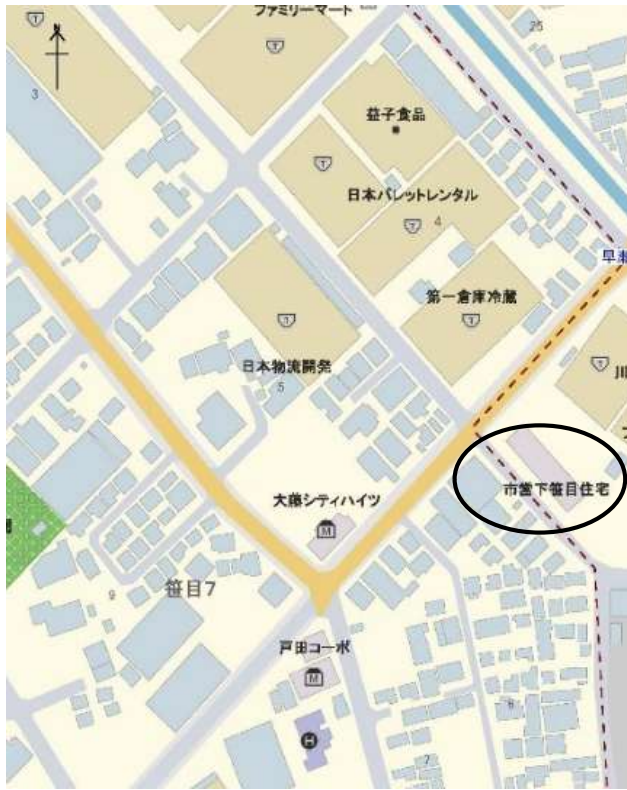 ファミリーマート
N
25
3
益子食品
日本パレットレンタル
4
早瀬
第一倉庫冷蔵
日本物流開発
5
川
市営下笹目住宅
大藤シティハイツ
M
9
笹目7
戸田コーポ
M
6
H
7